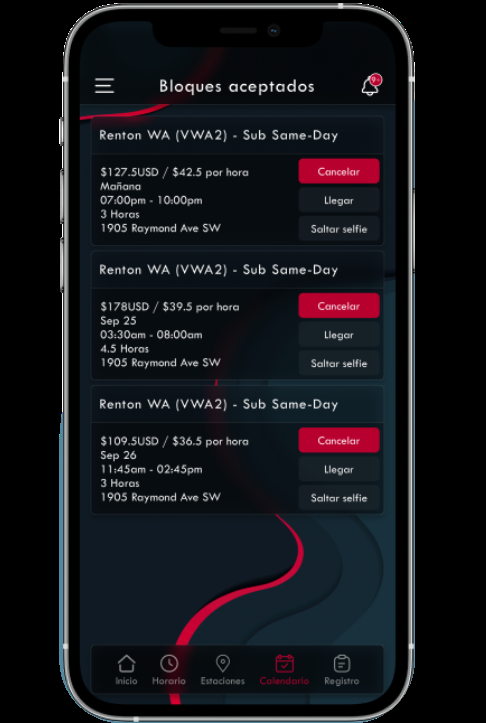 Bloques aceptados
9+
Renton WA (VWA2) - Sub Same-Day
$127.5USD / $42.5 por hora
Mañana
07:00pm - 10:00pm
3 Horas
1905 Raymond Ave SW
Cancelar
Llegar
Saltar selfie
Renton WA (VWA2) - Sub Same-Day
$178USD / $39.5 por hora
Sep 25
03:30am - 08:00am
4.5 Horas
1905 Raymond Ave SW
Cancelar
Llegar
Saltar selfie
Renton WA (VWA2) - Sub Same-Day
$109.5USD / $36.5 por hora
Sep 26
11:45am - 02:45pm
3 Horas
1905 Raymond Ave SW
Cancelar
Llegar
Saltar selfie
Inicio
Horario
Estaciones
Calendario
Registro